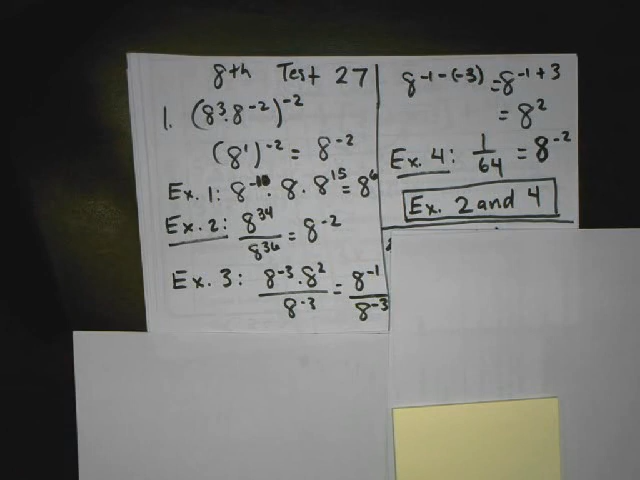 8th Test 27
1. (8³·8⁻²)⁻²
(8¹)⁻² = 8⁻²
Ex. 1: 8⁻¹⁰ · 8 · 8¹⁵ = 8⁶
Ex. 2: 8³⁴/8³⁶ = 8⁻²
Ex. 3: 8⁻³·8²/8⁻³ = 8⁻¹/8⁻³
8⁻¹⁻⁽⁻³⁾ = 8⁻¹⁺³
= 8²
Ex. 4: 1/64 = 8⁻²
Ex. 2 and 4